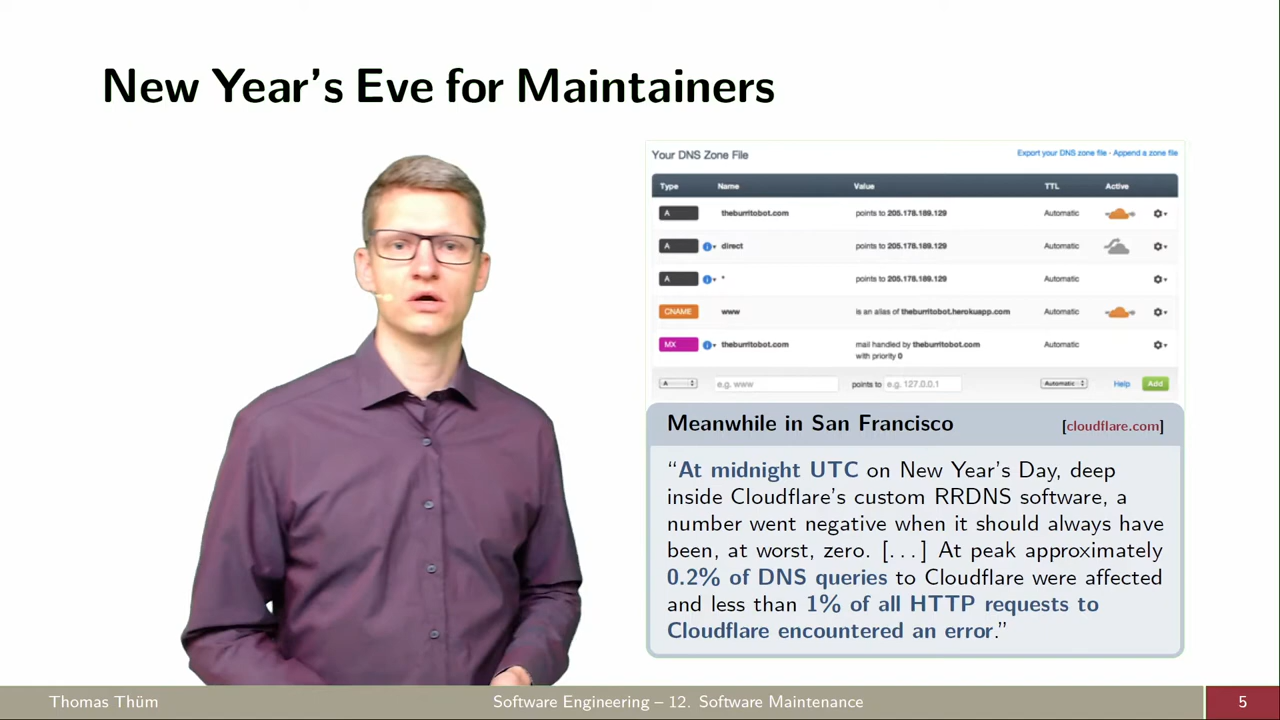 New Year's Eve for Maintainers
Your DNS Zone File
Export your DNS zone file - Append a zone file
Type Name Value TTL Active
A theburritobot.com points to 205.178.189.129 Automatic
A direct points to 205.178.189.129 Automatic
A * points to 205.178.189.129 Automatic
CNAME www is an alias of theburritobot.herokuapp.com Automatic
MX theburritobot.com mail handled by theburritobot.com Automatic
with priority 0
A e.g. www points to e.g. 127.0.0.1 Automatic Help Add
Meanwhile in San Francisco [cloudflare.com]
“At midnight UTC on New Year's Day, deep
inside Cloudflare's custom RRDNS software, a
number went negative when it should always have
been, at worst, zero. [...] At peak approximately
0.2% of DNS queries to Cloudflare were affected
and less than 1% of all HTTP requests to
Cloudflare encountered an error.”
Thomas Thüm Software Engineering – 12. Software Maintenance 5